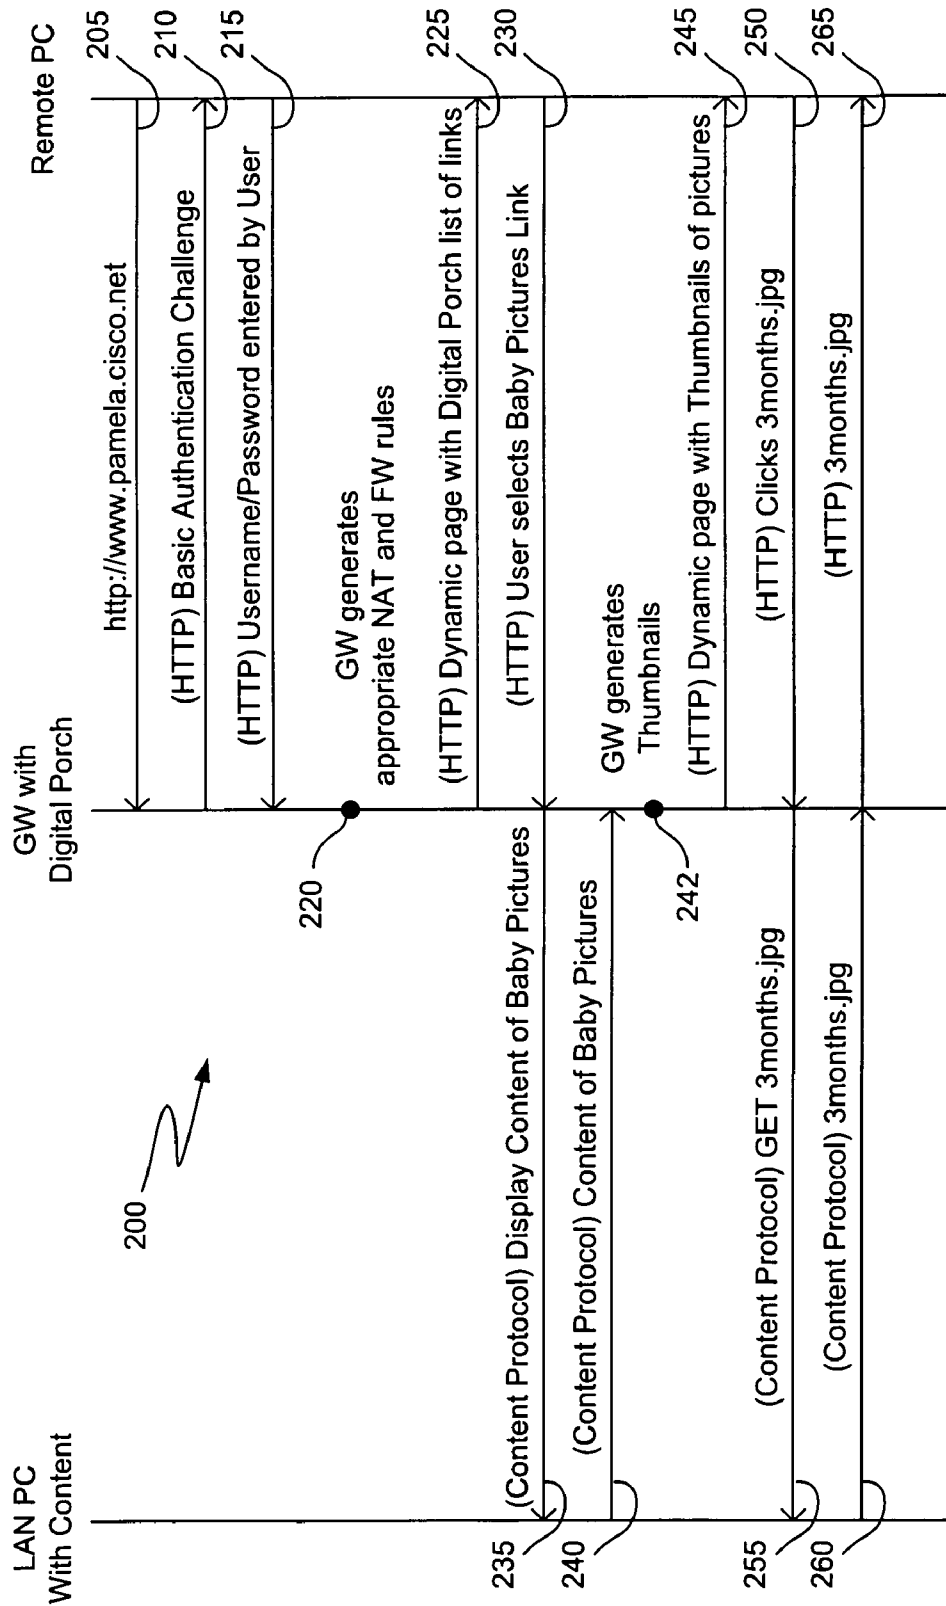 LAN PC
With Content
GW with
Digital Porch
Remote PC
200
http://www.pamela.cisco.net
205
(HTTP) Basic Authentication Challenge
210
(HTTP) Username/Password entered by User
215
220
GW generates
appropriate NAT and FW rules
(HTTP) Dynamic page with Digital Porch list of links
225
(HTTP) User selects Baby Pictures Link
230
(Content Protocol) Display Content of Baby Pictures
235
(Content Protocol) Content of Baby Pictures
240
GW generates
Thumbnails
242
(HTTP) Dynamic page with Thumbnails of pictures
245
(HTTP) Clicks 3months.jpg
250
(Content Protocol) GET 3months.jpg
255
(Content Protocol) 3months.jpg
260
(HTTP) 3months.jpg
265